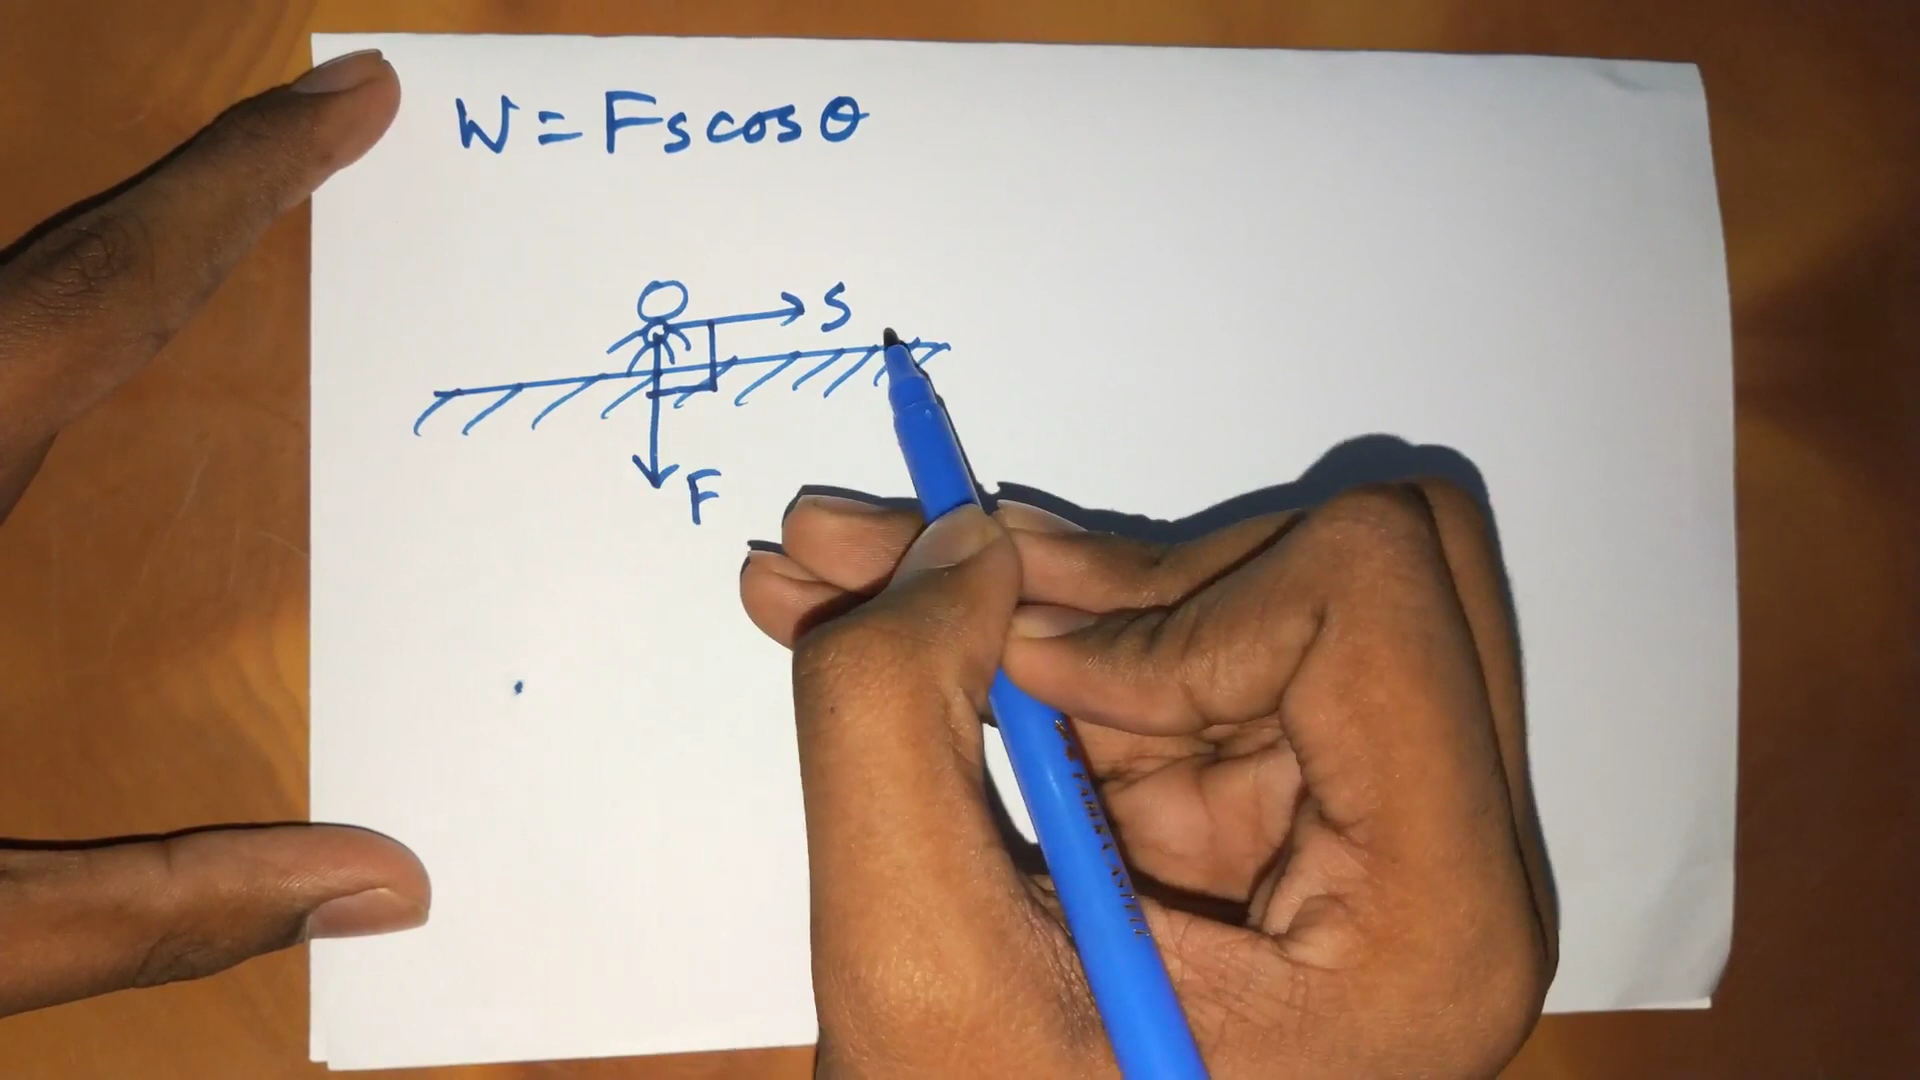 W = Fs cos θ
S
F